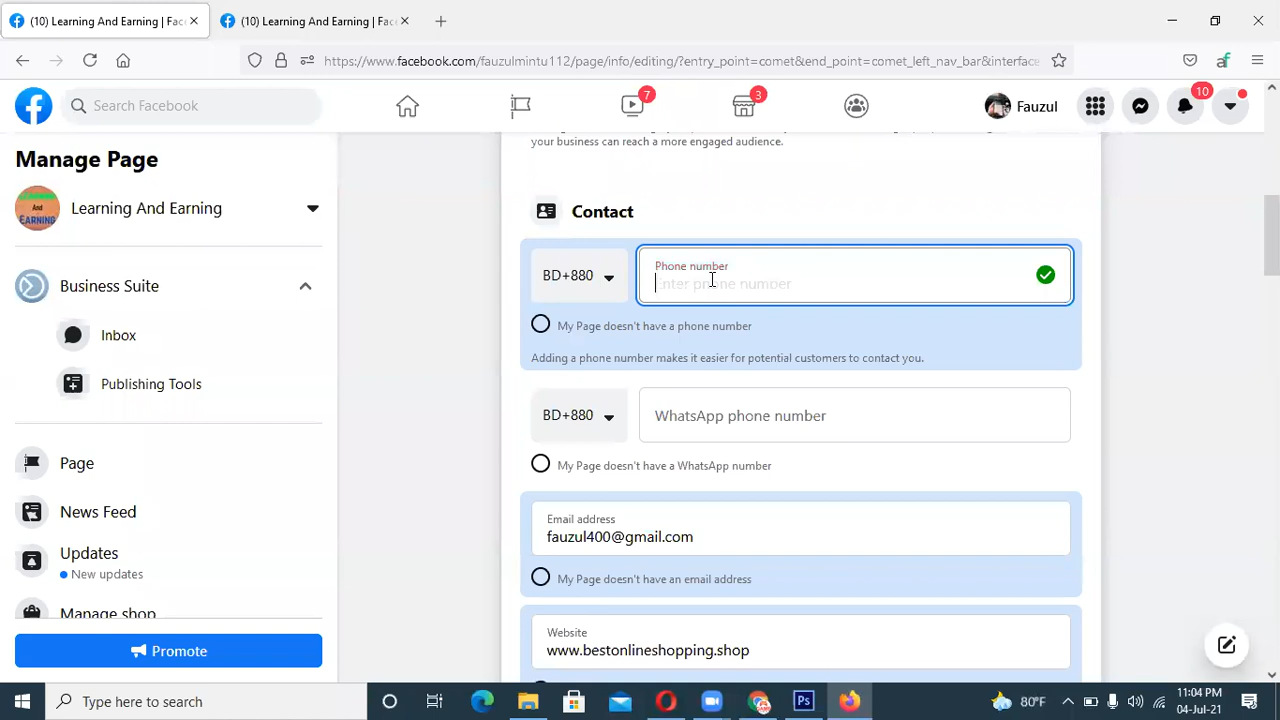 (10) Learning And Earning | Fac
(10) Learning And Earning | Fac
https://www.facebook.com/fauzulmintu112/page/info/editing/?entry_point=comet&end_point=comet_left_nav_bar&interface
Search Facebook
7
3
Fauzul
10
Manage Page
And
EARNING
Learning And Earning
Business Suite
Inbox
Publishing Tools
Page
News Feed
Updates
New updates
Manage shop
Promote
your business can reach a more engaged audience.
Contact
BD+880
Phone number
Enter phone number
My Page doesn't have a phone number
Adding a phone number makes it easier for potential customers to contact you.
BD+880
WhatsApp phone number
My Page doesn't have a WhatsApp number
Email address
fauzul400@gmail.com
My Page doesn't have an email address
Website
www.bestonlineshopping.shop
Type here to search
Ps
80°F
11:04 PM
04-Jul-21